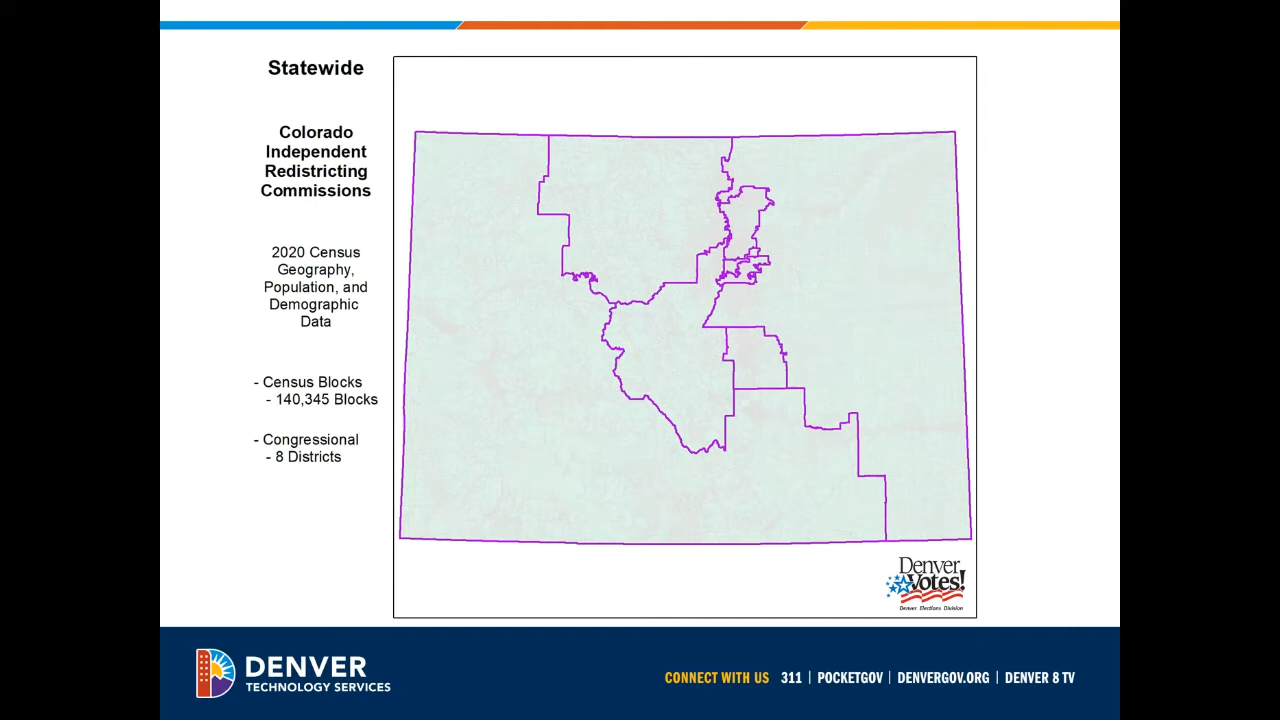 Statewide
Colorado
Independent
Redistricting
Commissions
2020 Census
Geography,
Population, and
Demographic
Data
- Census Blocks
- 140,345 Blocks
- Congressional
- 8 Districts
Denver
Votes!
Denver Elections Division
DENVER
TECHNOLOGY SERVICES
CONNECT WITH US 311 | POCKETGOV | DENVERGOV.ORG | DENVER 8 TV